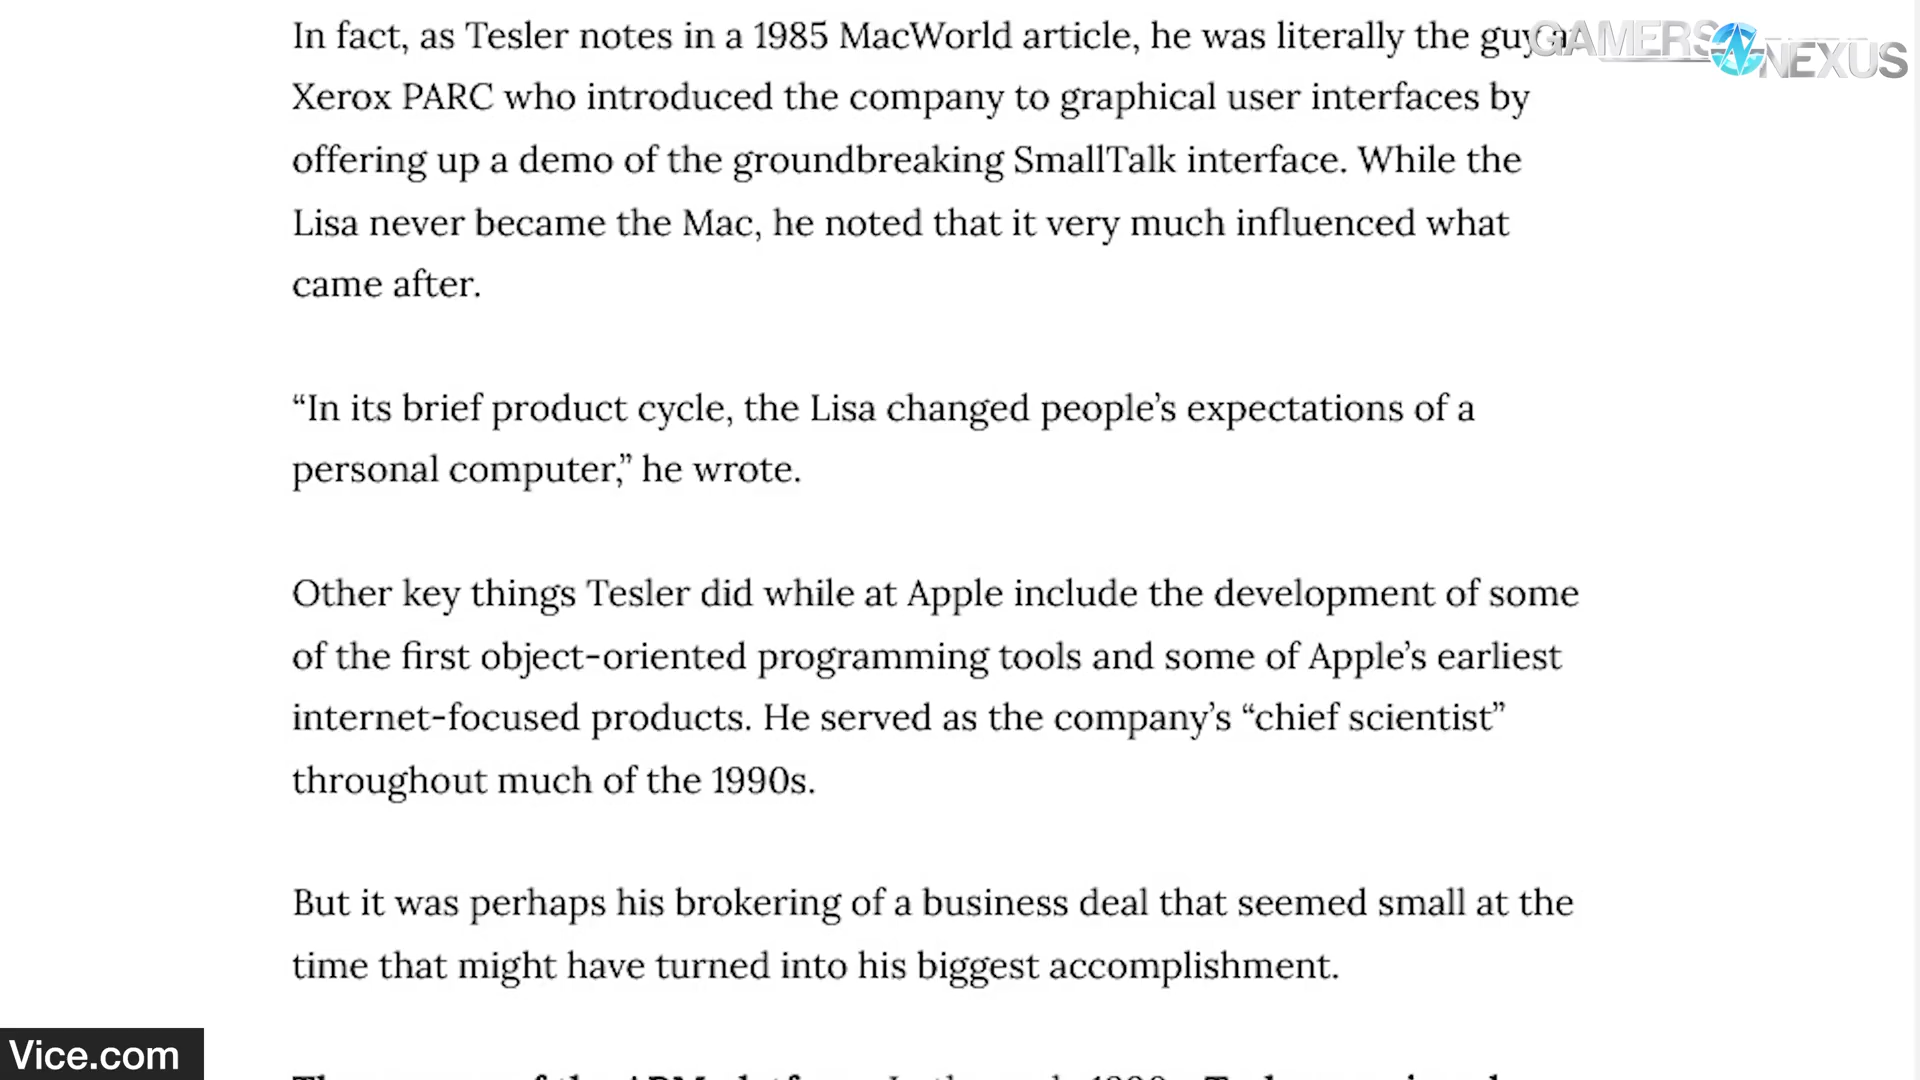 In fact, as Tesler notes in a 1985 MacWorld article, he was literally the guy
GAMERS NEXUS
Xerox PARC who introduced the company to graphical user interfaces by
offering up a demo of the groundbreaking SmallTalk interface. While the
Lisa never became the Mac, he noted that it very much influenced what
came after.
“In its brief product cycle, the Lisa changed people’s expectations of a
personal computer,” he wrote.
Other key things Tesler did while at Apple include the development of some
of the first object-oriented programming tools and some of Apple’s earliest
internet-focused products. He served as the company’s “chief scientist”
throughout much of the 1990s.
But it was perhaps his brokering of a business deal that seemed small at the
time that might have turned into his biggest accomplishment.
Vice.com